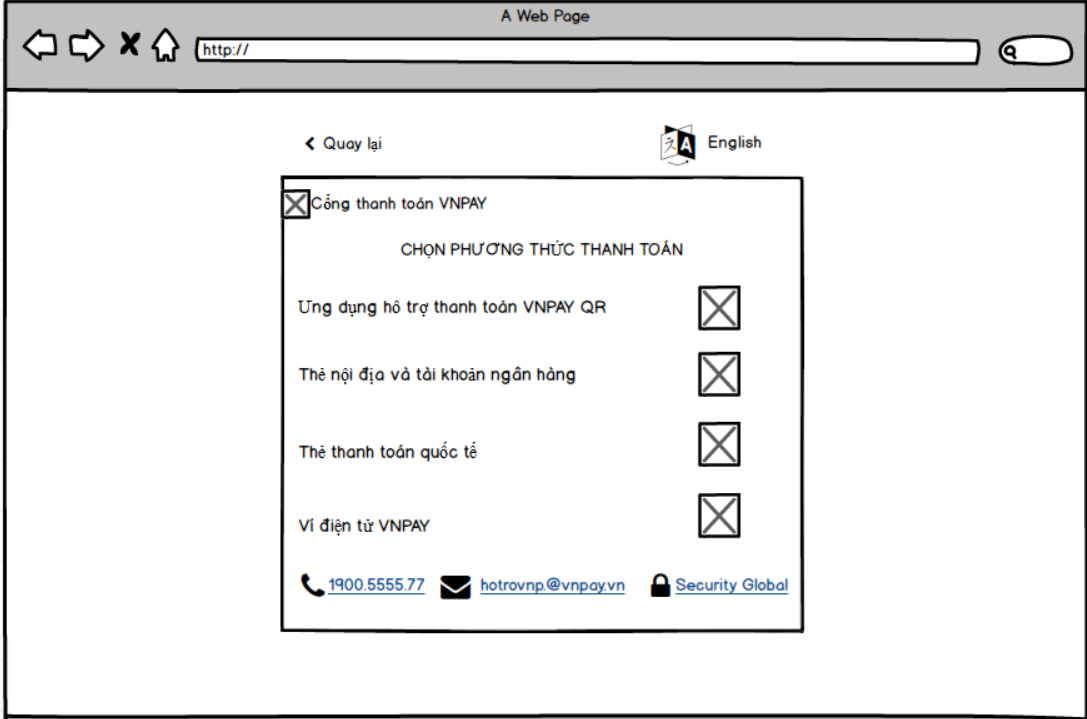 A Web Page
http://
Quay lại
English
Cổng thanh toán VNPAY
CHỌN PHƯƠNG THỨC THANH TOÁN
Ưng dụng hô trợ thanh toán VNPAY QR
Thẻ nội địa và tài khoản ngân hàng
Thẻ thanh toán quốc tế
Ví điện tử VNPAY
1900.5555.77 hotrovnp.@vnpay.vn Security Global